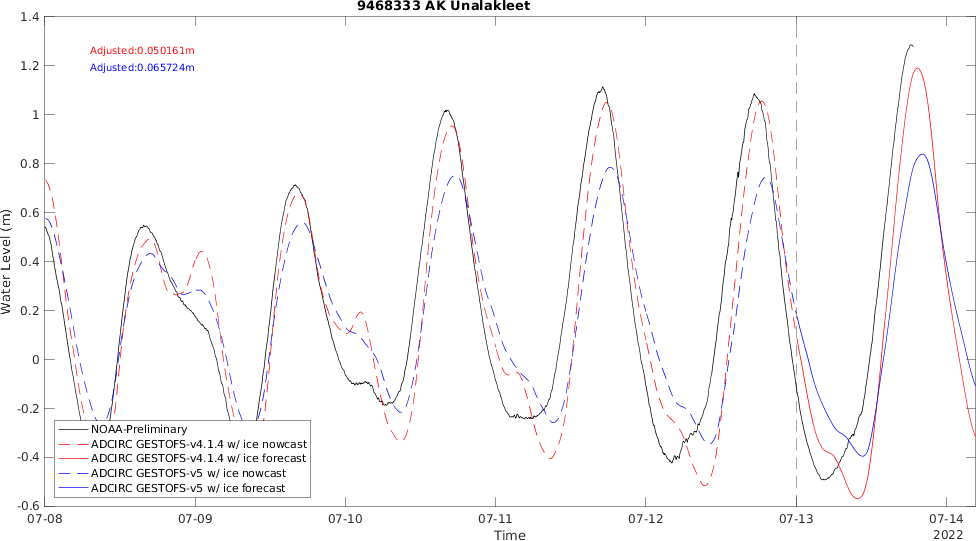 9468333 AK Unalakleet
Adjusted:0.050161m
Adjusted:0.065724m
Water Level (m)
1.4
1.2
1
0.8
0.6
0.4
0.2
0
-0.2
-0.4
-0.6
NOAA-Preliminary
ADCIRC GESTOFS-v4.1.4 w/ ice nowcast
ADCIRC GESTOFS-v4.1.4 w/ ice forecast
ADCIRC GESTOFS-v5 w/ ice nowcast
ADCIRC GESTOFS-v5 w/ ice forecast
07-08 07-09 07-10 07-11 07-12 07-13 07-14
Time
2022